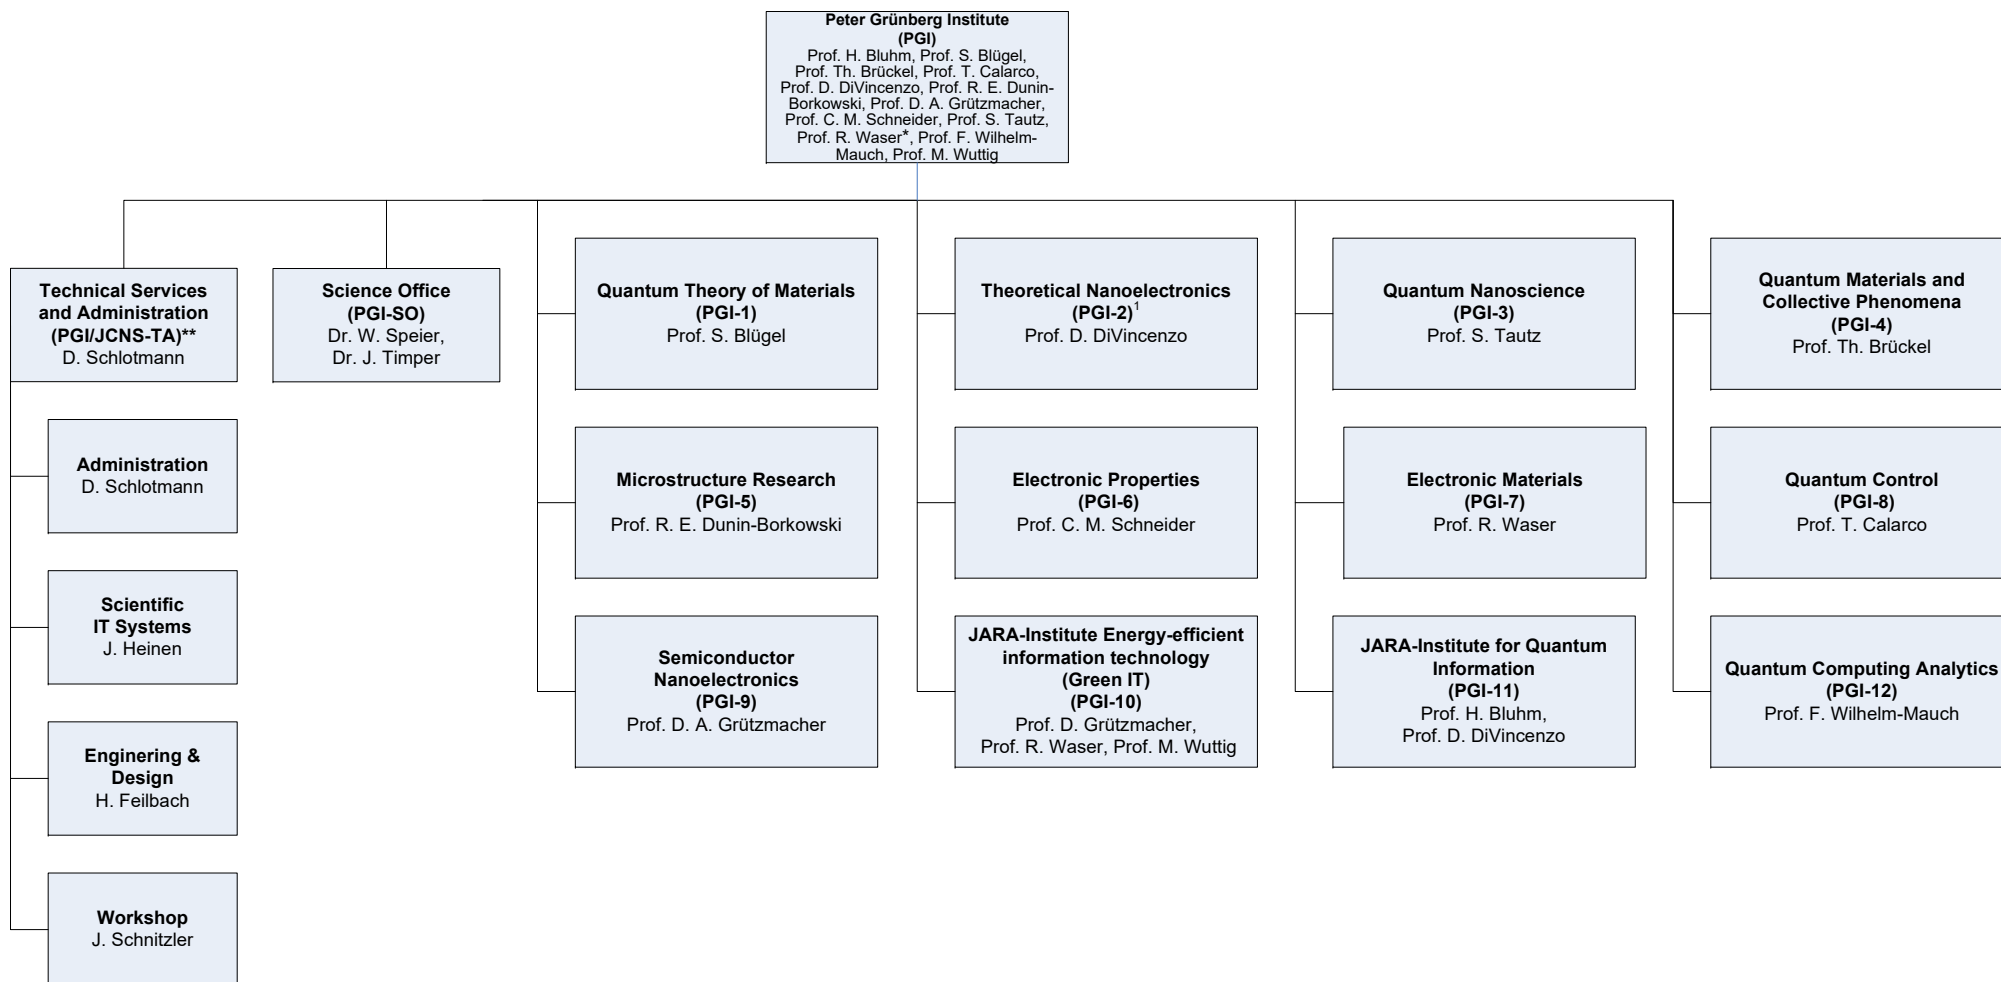 Peter Grünberg Institute
(PGI)
Prof. H. Bluhm, Prof. S. Blügel,
Prof. Th. Brückel, Prof. T. Calarco,
Prof. D. DiVincenzo, Prof. R. E. Dunin-
Borkowski, Prof. D. A. Grützmacher,
Prof. C. M. Schneider, Prof. S. Tautz,
Prof. R. Waser*, Prof. F. Wilhelm-
Mauch, Prof. M. Wuttig
Technical Services
and Administration
(PGI/JCNS-TA)**
D. Schlotmann
Science Office
(PGI-SO)
Dr. W. Speier,
Dr. J. Timper
Quantum Theory of Materials
(PGI-1)
Prof. S. Blügel
Theoretical Nanoelectronics
(PGI-2)¹
Prof. D. DiVincenzo
Quantum Nanoscience
(PGI-3)
Prof. S. Tautz
Quantum Materials and
Collective Phenomena
(PGI-4)
Prof. Th. Brückel
Administration
D. Schlotmann
Microstructure Research
(PGI-5)
Prof. R. E. Dunin-Borkowski
Electronic Properties
(PGI-6)
Prof. C. M. Schneider
Electronic Materials
(PGI-7)
Prof. R. Waser
Quantum Control
(PGI-8)
Prof. T. Calarco
Scientific
IT Systems
J. Heinen
Semiconductor
Nanoelectronics
(PGI-9)
Prof. D. A. Grützmacher
JARA-Institute Energy-efficient
information technology
(Green IT)
(PGI-10)
Prof. D. Grützmacher,
Prof. R. Waser, Prof. M. Wuttig
JARA-Institute for Quantum
Information
(PGI-11)
Prof. H. Bluhm,
Prof. D. DiVincenzo
Quantum Computing Analytics
(PGI-12)
Prof. F. Wilhelm-Mauch
Enginering &
Design
H. Feilbach
Workshop
J. Schnitzler